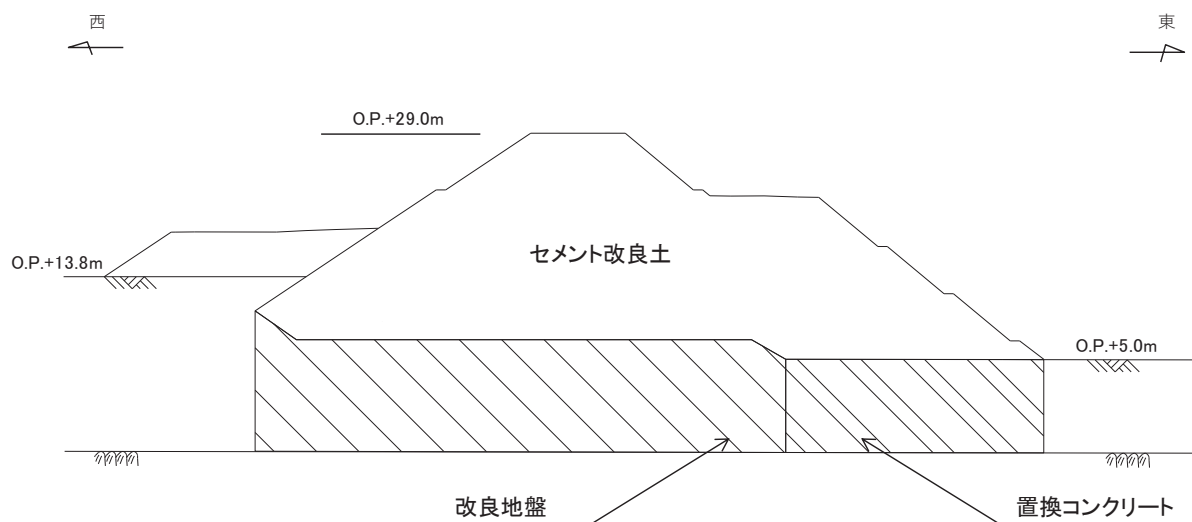 西
東
O.P.+29.0m
O.P.+13.8m
セメント改良土
O.P.+5.0m
改良地盤
置換コンクリート